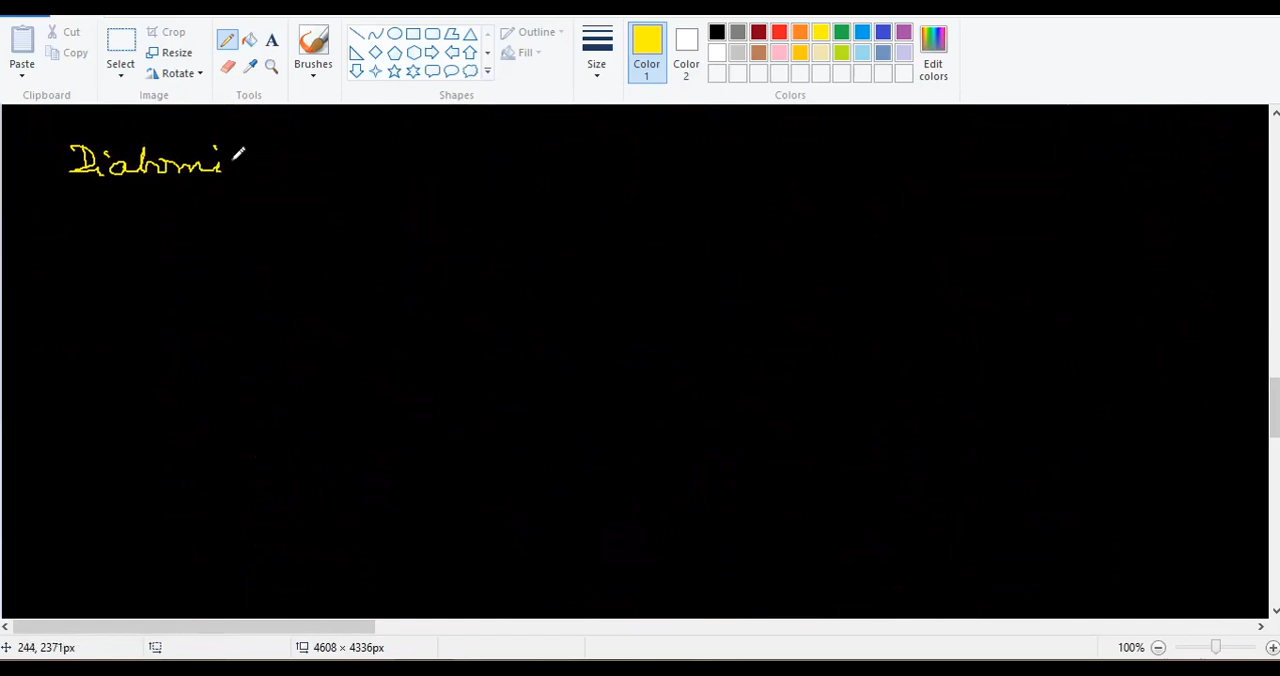 Paste
Cut
Copy
Clipboard
Select
Crop
Resize
Rotate
Image
A
Tools
Brushes
Shapes
Outline
Fill
Size
Color 1
Color 2
Edit colors
Colors
Diatomi
244, 2371px
4608 × 4336px
100%